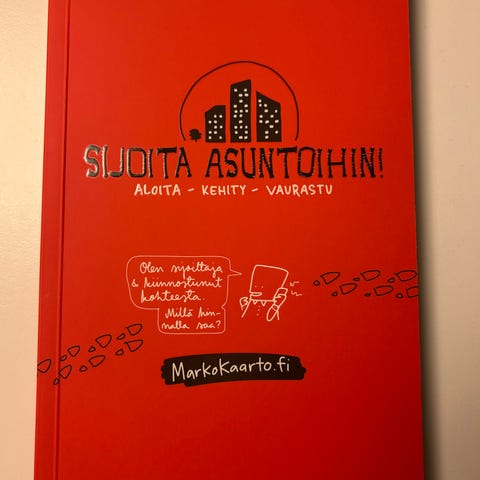 SIJOITA ASUNTOIHIN!
ALOITA - KEHITY - VAURASTU
Olen sijoittaja
& kiinnostunut
kohteesta.
Millä hin-
nalla saa?
MarkoKaarto.fi